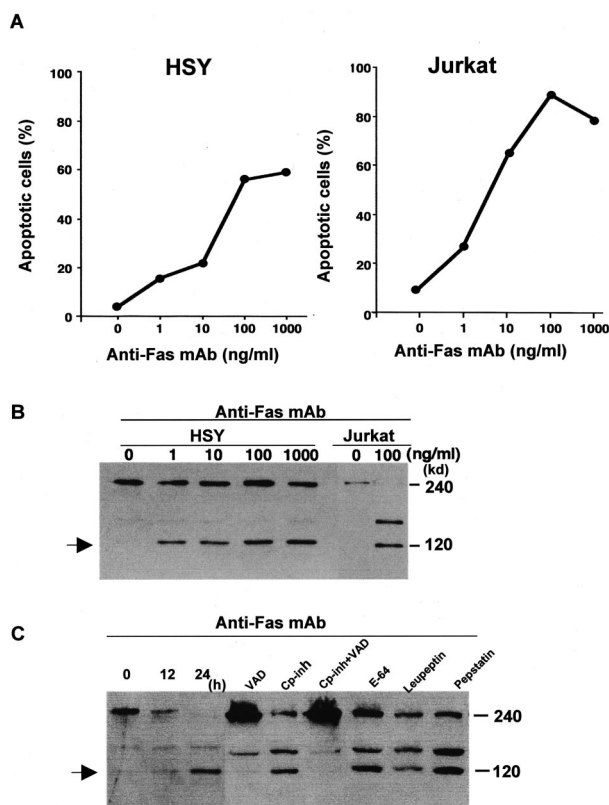 A
HSY
Jurkat
Apoptotic cells (%)
100
80
60
40
20
0
0 1 10 100 1000
Anti-Fas mAb (ng/ml)
Apoptotic cells (%)
100
80
60
40
20
0
0 1 10 100 1000
Anti-Fas mAb (ng/ml)
B
Anti-Fas mAb
HSY Jurkat
0 1 10 100 1000 0 100 (ng/ml)
(kd)
240
120
Anti-Fas mAb
C
0 12 24 (h) VAD Cp-inh Cp-inh+VAD E-64 Leupeptin Pepstatin
240
120